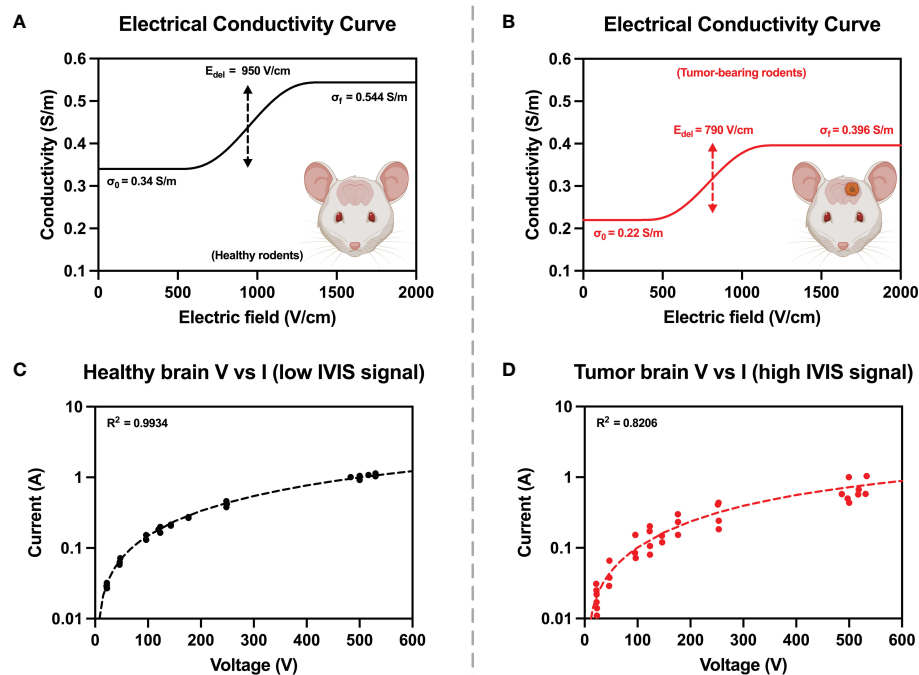 A
Electrical Conductivity Curve
Conductivity (S/m)
0.6
0.5
0.4
0.3
0.2
0.1
E_del = 950 V/cm
σ_f = 0.544 S/m
σ_0 = 0.34 S/m
(Healthy rodents)
0
500
1000
1500
2000
Electric field (V/cm)
B
Electrical Conductivity Curve
Conductivity (S/m)
0.6
0.5
0.4
0.3
0.2
0.1
(Tumor-bearing rodents)
E_del = 790 V/cm
σ_f = 0.396 S/m
σ_0 = 0.22 S/m
0
500
1000
1500
2000
Electric field (V/cm)
C
Healthy brain V vs I (low IVIS signal)
Current (A)
10
1
0.1
0.01
R² = 0.9934
0
100
200
300
400
500
600
Voltage (V)
D
Tumor brain V vs I (high IVIS signal)
Current (A)
10
1
0.1
0.01
R² = 0.8206
0
100
200
300
400
500
600
Voltage (V)